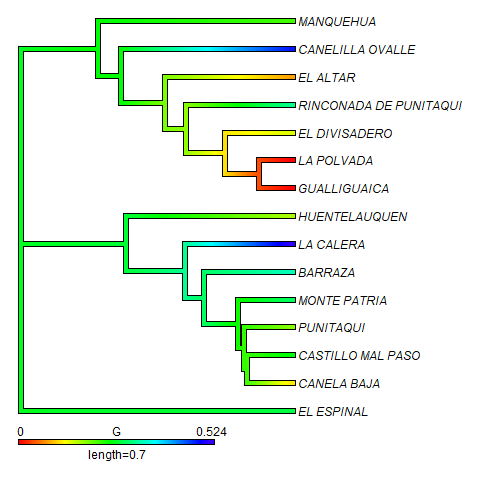 MANQUEHUA
CANELILLA OVALLE
EL ALTAR
RINCONADA DE PUNITAQUI
EL DIVISADERO
LA POLVADA
GUALLIGUAICA
HUENTELAUQUEN
LA CALERA
BARRAZA
MONTE PATRIA
PUNITAQUI
CASTILLO MAL PASO
CANELA BAJA
EL ESPINAL
0 G 0.524
length=0.7